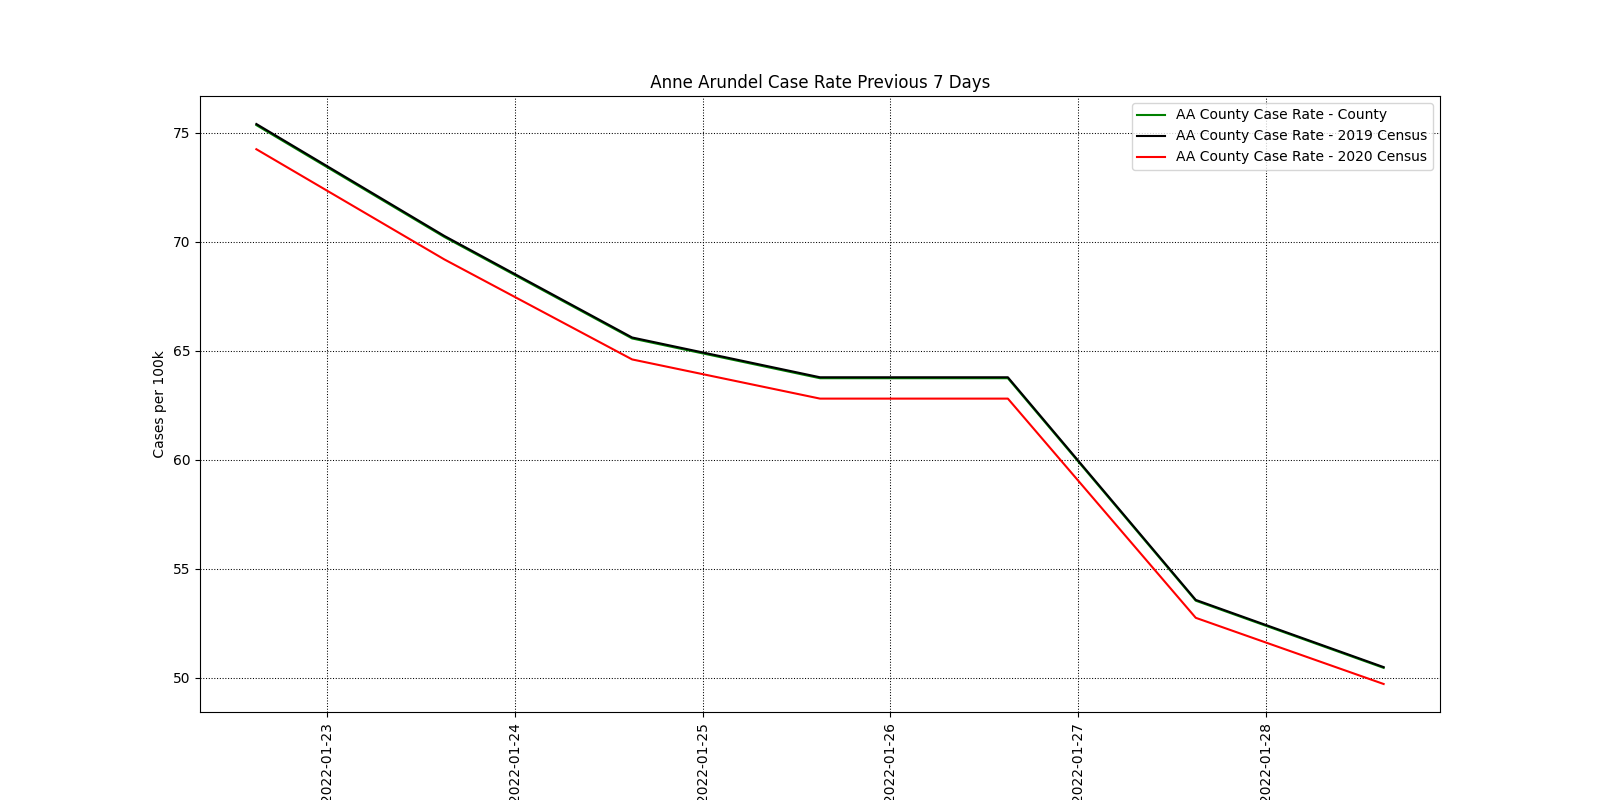 Anne Arundel Case Rate Previous 7 Days
AA County Case Rate - County
AA County Case Rate - 2019 Census
AA County Case Rate - 2020 Census
Cases per 100k
75
70
65
60
55
50
2022-01-23
2022-01-24
2022-01-25
2022-01-26
2022-01-27
2022-01-28